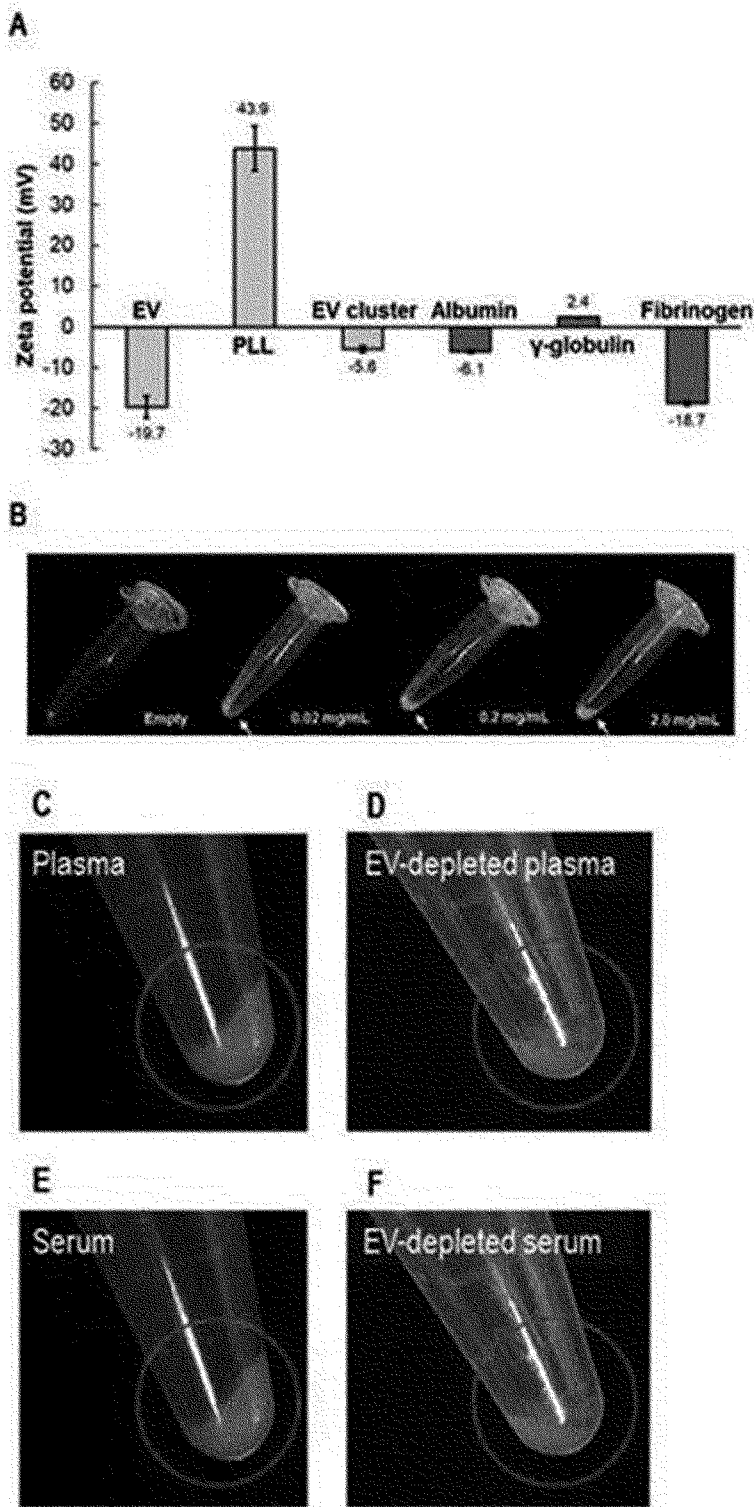 A
Zeta potential (mV)
60
50
40
30
20
10
0
-10
-20
-30
43.9
EV
EV cluster
Albumin
2.4
Fibrinogen
PLL
γ-globulin
-19.7
-5.6
-6.1
-18.7
B
Empty
0.02 mg/mL
0.2 mg/mL
2.0 mg/mL
C
D
Plasma
EV-depleted plasma
E
F
Serum
EV-depleted serum